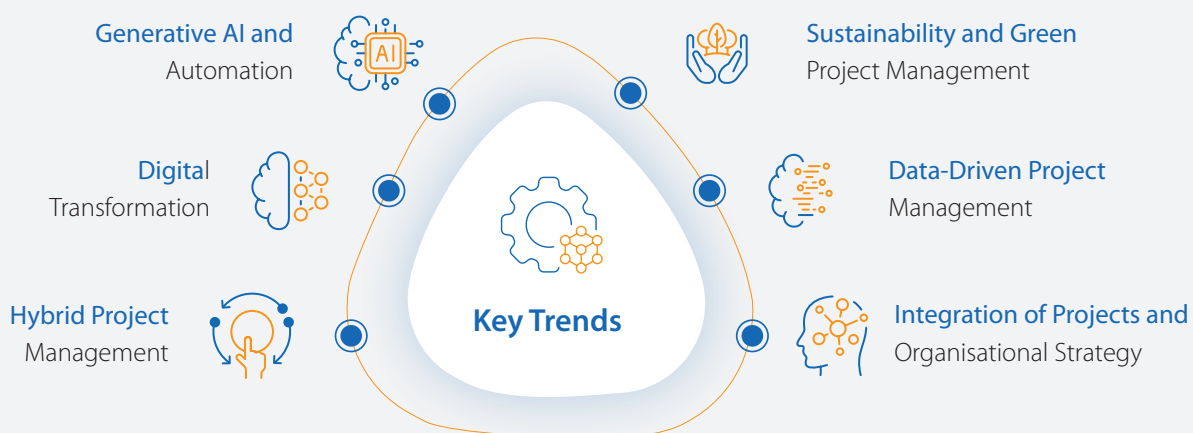 Generative AI and
Automation
AI
Digital
Transformation
Hybrid Project
Management
Key Trends
Sustainability and Green
Project Management
Data-Driven Project
Management
Integration of Projects and
Organisational Strategy